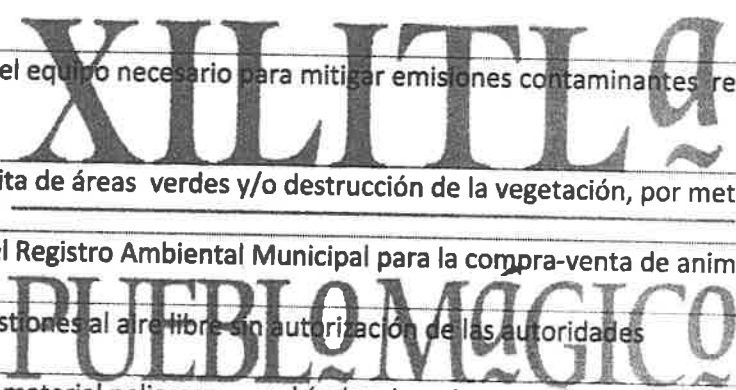 XILITLa
el equipo necesario para mitigar emisiones contaminantes re
ita de áreas verdes y/o destrucción de la vegetación, por met
el Registro Ambiental Municipal para la compra-venta de anim
PUEBLO MáGICO
stiones al aire libre sin autorización de las autoridades
material